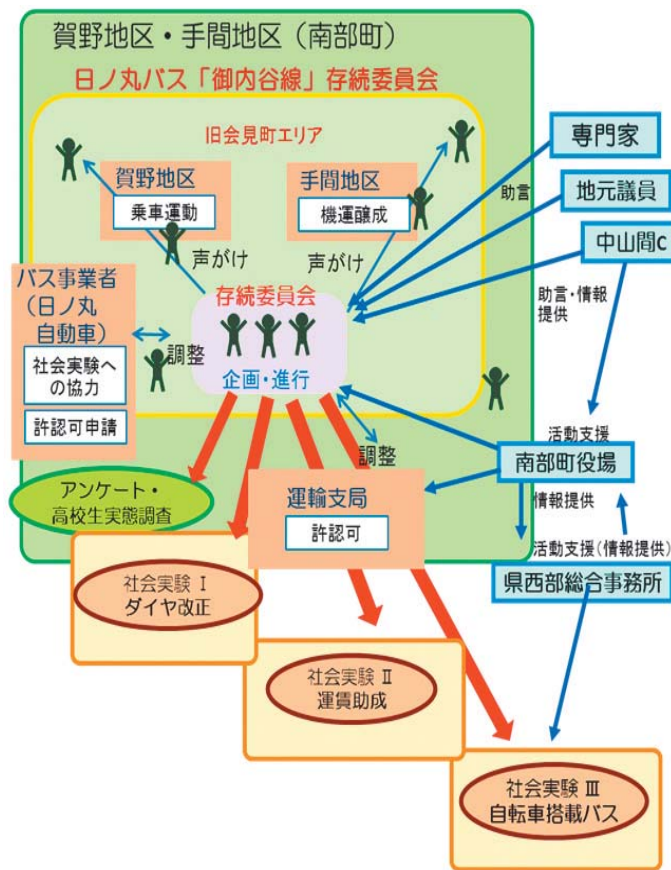 賀野地区・手間地区（南部町）
日ノ丸バス「御内谷線」存続委員会
旧会見町エリア
賀野地区
乗車運動
手間地区
機運醸成
声がけ
声がけ
バス事業者
（日ノ丸
自動車）
社会実験へ
の協力
許認可申請
調整
存続委員会
企画・進行
調整
専門家
地元議員
中山間C
助言
助言・情報
提供
活動支援
南部町役場
情報提供
活動支援（情報提供）
県西部総合事務所
運輸支局
許認可
アンケート・
高校生実態調査
社会実験 Ⅰ
ダイヤ改正
社会実験 Ⅱ
運賃助成
社会実験 Ⅲ
自転車搭載バス